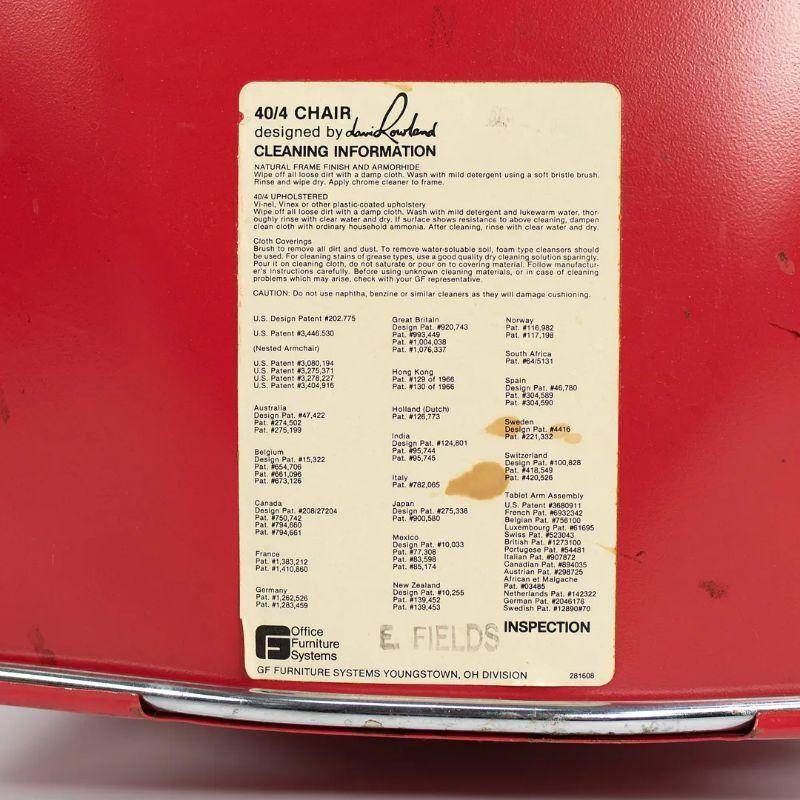 40/4 CHAIR
designed by David Rowland
CLEANING INFORMATION
NATURAL FRAME FINISH AND ARMORHIDE
Wipe off all loose dirt with a damp cloth. Wash with mild detergent using a soft bristle brush.
Rinse and wipe dry. Apply chrome cleaner to frame.
40/4 UPHOLSTERED
Vi-nel, Vinex or other plastic-coated upholstery
Wipe off all loose dirt with a damp cloth. Wash with mild detergent and lukewarm water, thor-
oughly rinse with clear water and dry. If surface shows resistance to above cleaning, dampen
clean cloth with ordinary household ammonia. After cleaning, rinse with clear water and dry.
Cloth Coverings
Brush to remove all dirt and dust. To remove water-soluable soil, foam type cleansers should
be used. For cleaning stains of grease types, use a good quality dry cleaning solution sparingly.
Pour it on cleaning cloth, do not saturate or pour on to covering material. Follow manufactur-
er's instructions carefully. Before using unknown cleaning materials, or in case of cleaning
problems which may arise, check with your GF representative.
CAUTION: Do not use naphtha, benzine or similar cleaners as they will damage cushioning.
U.S. Design Patent #202.775
U.S. Patent #3,446.530
(Nested Armchair)
U.S. Patent #3,080,194
U.S. Patent #3,275,371
U.S. Patent #3,278,227
U.S. Patent #3,404,916
Australia
Design Pat. #47,422
Pat. #274,502
Pat. #275,199
Belgium
Design Pat. #15,322
Pat. #654,706
Pat. #661,096
Pat. #673,126
Canada
Design Pat. #208/27204
Pat. #750,742
Pat. #794,660
Pat. #794,661
France
Pat. #1,383,212
Pat. #1,410,860
Germany
Pat. #1,262,526
Pat. #1,283,459
Great Britain
Design Pat. #920,743
Pat. #993,449
Pat. #1,004,038
Pat. #1,076,337
Hong Kong
Pat. #129 of 1966
Pat. #130 of 1966
Holland (Dutch)
Pat. #126,773
India
Design Pat. #124,801
Pat. #95,744
Pat. #95,745
Italy
Pat. #782,065
Japan
Design Pat. #275,338
Pat. #900,580
Mexico
Design Pat. #10,033
Pat. #77,308
Pat. #83,598
Pat. #85,174
New Zealand
Design Pat. #10,255
Pat. #139,452
Pat. #139,453
Norway
Pat. #116,982
Pat. #117,198
South Africa
Pat. #64/5131
Spain
Design Pat. #46,780
Pat. #304,589
Pat. #304,590
Sweden
Design Pat. #4416
Pat. #221,332
Switzerland
Design Pat. #100,828
Pat. #418,549
Pat. #420,526
Tablet Arm Assembly
U.S. Patent #3680911
French Pat. #6932342
Belgian Pat. #756100
Luxembourg Pat. #61695
Swiss Pat. #523043
British Pat. #1273100
Portugese Pat. #54481
Italian Pat. #907872
Canadian Pat. #894035
Austrian Pat. #298725
African et Malgache
Pat. #03485
Netherlands Pat. #142322
German Pat. #2046176
Swedish Pat. #12890#70
GF Office
Furniture
Systems
E. FIELDS INSPECTION
GF FURNITURE SYSTEMS YOUNGSTOWN, OH DIVISION 281608